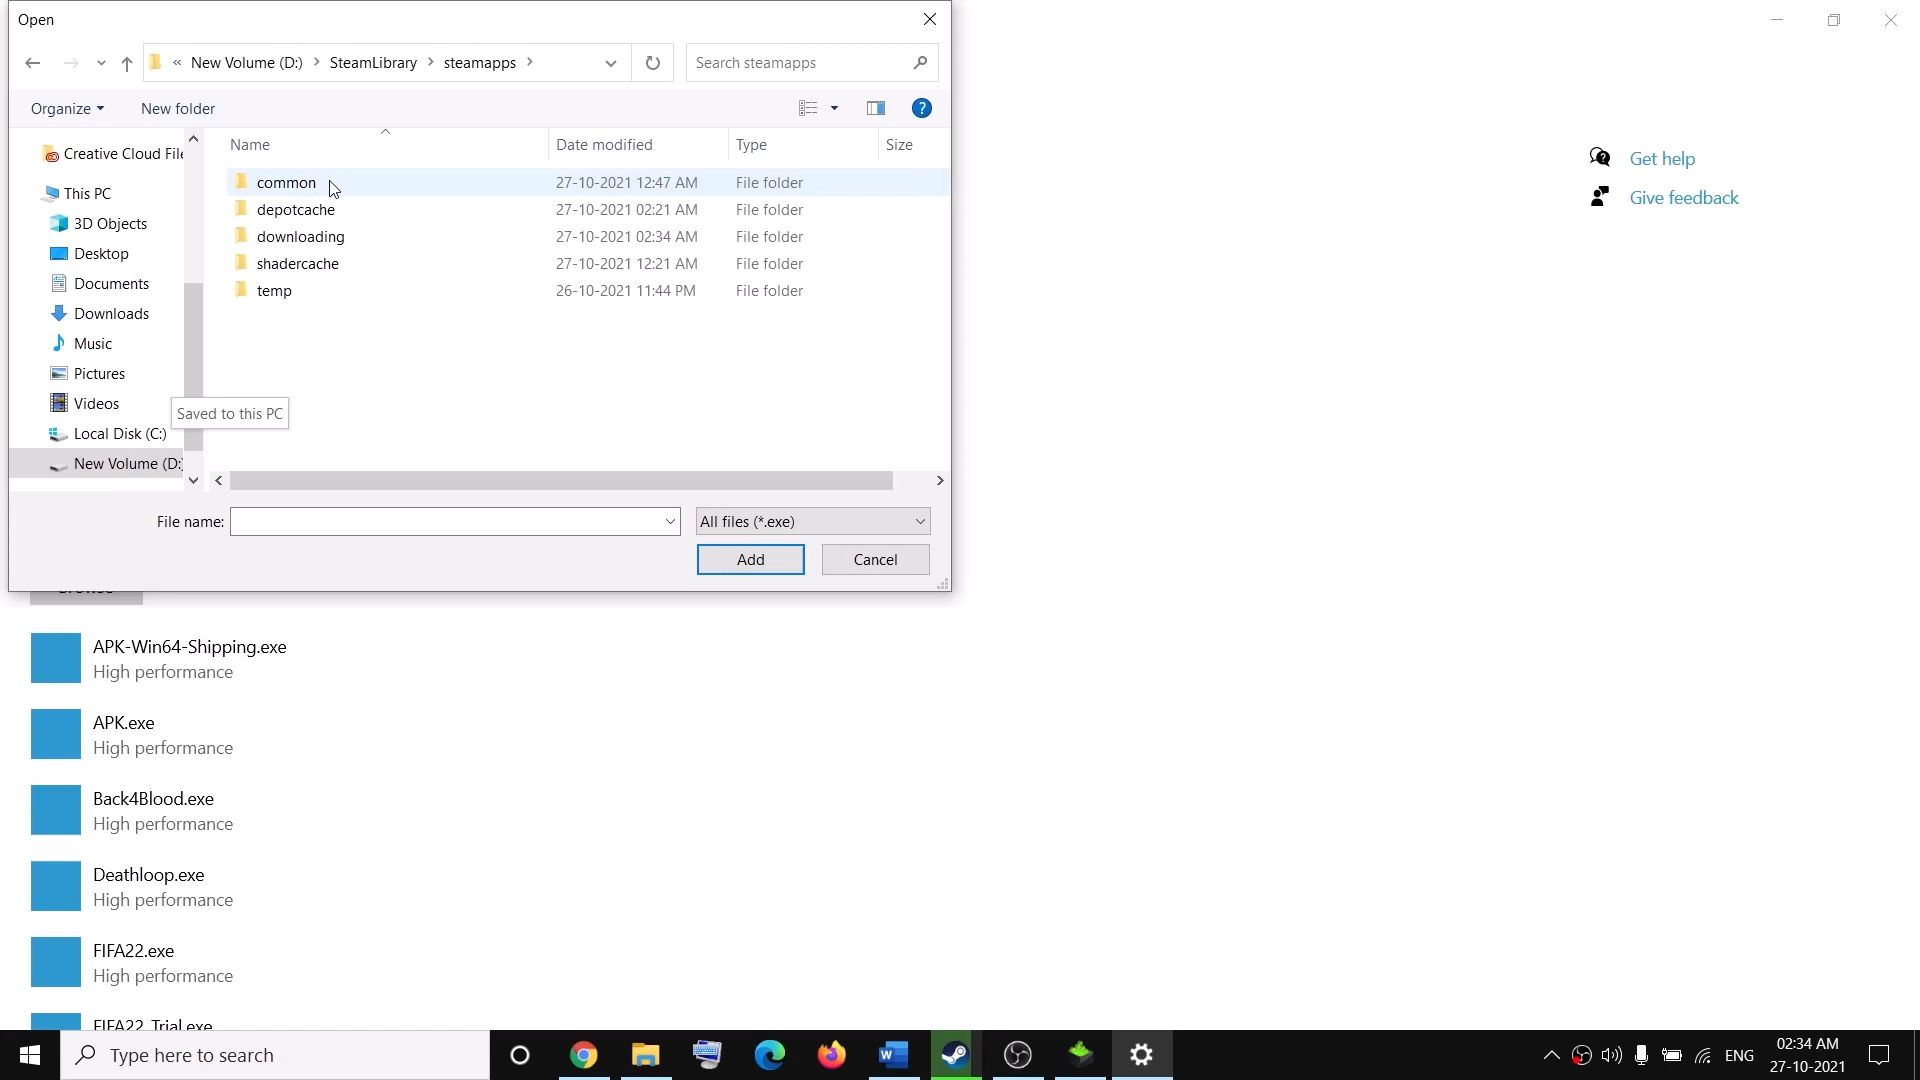 Open
« New Volume (D:) > SteamLibrary > steamapps >
Search steamapps
Organize
New folder
?
Name
Date modified
Type
Size
Creative Cloud File
This PC
3D Objects
Desktop
Documents
Downloads
Music
Pictures
Videos
Local Disk (C:)
New Volume (D:)
common 27-10-2021 12:47 AM File folder
depotcache 27-10-2021 02:21 AM File folder
downloading 27-10-2021 02:34 AM File folder
shadercache 27-10-2021 12:21 AM File folder
temp 26-10-2021 11:44 PM File folder
Saved to this PC
File name:
All files (*.exe)
Add
Cancel
Get help
Give feedback
Browse
APK-Win64-Shipping.exe
High performance
APK.exe
High performance
Back4Blood.exe
High performance
Deathloop.exe
High performance
FIFA22.exe
High performance
FIFA22_Trial.exe
Type here to search
ENG
02:34 AM
27-10-2021